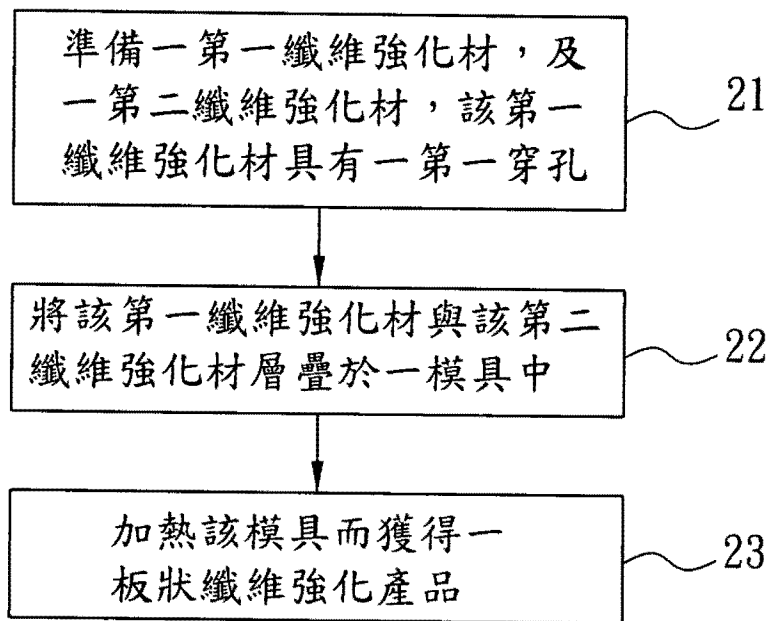 準備一第一纖維強化材，及
一第二纖維強化材，該第一
纖維強化材具有一第一穿孔
21
將該第一纖維強化材與該第二
纖維強化材層疊於一模具中
22
加熱該模具而獲得一
板狀纖維強化產品
23